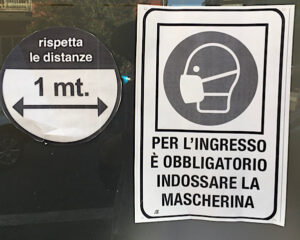 rispetta
le distanze
1 mt.
PER L'INGRESSO
È OBBLIGATORIO
INDOSSARE LA
MASCHERINA